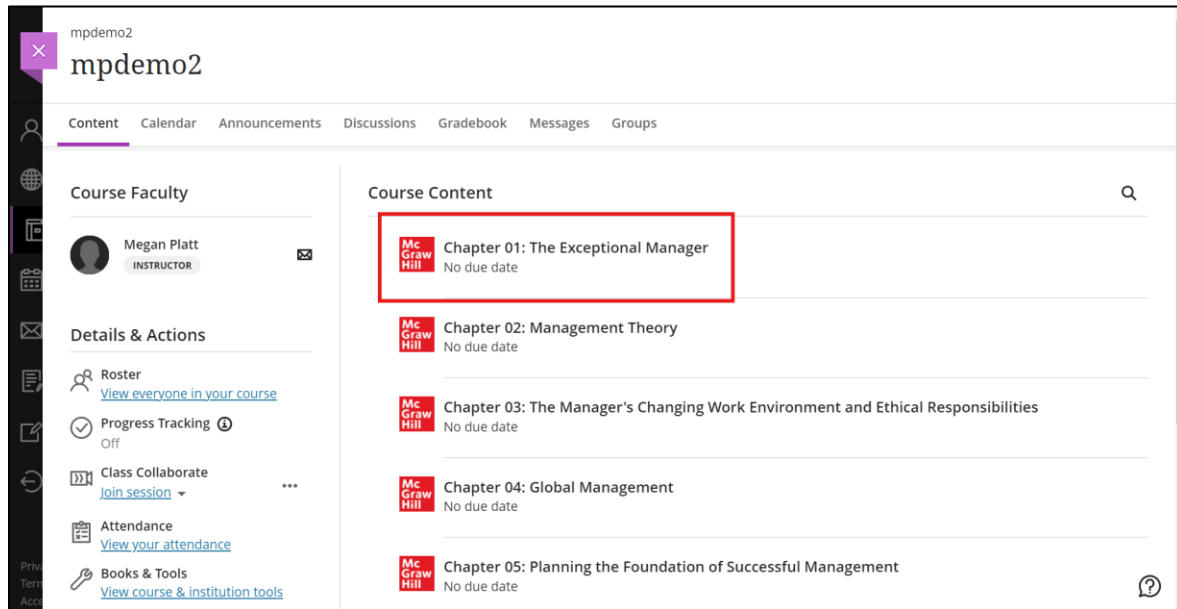 mpdemo2
mpdemo2
Content Calendar Announcements Discussions Gradebook Messages Groups
Course Faculty
Megan Platt
INSTRUCTOR
Details & Actions
Roster
View everyone in your course
Progress Tracking
Off
Class Collaborate
Join session
Attendance
View your attendance
Books & Tools
View course & institution tools
Course Content
Mc
Graw
Hill
Chapter 01: The Exceptional Manager
No due date
Mc
Graw
Hill
Chapter 02: Management Theory
No due date
Mc
Graw
Hill
Chapter 03: The Manager's Changing Work Environment and Ethical Responsibilities
No due date
Mc
Graw
Hill
Chapter 04: Global Management
No due date
Mc
Graw
Hill
Chapter 05: Planning the Foundation of Successful Management
No due date